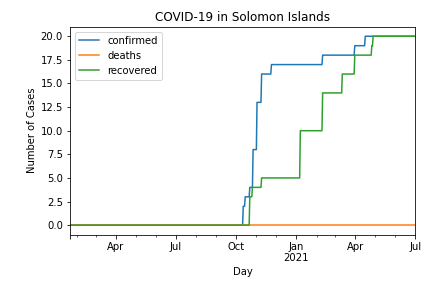 COVID-19 in Solomon Islands
confirmed
deaths
recovered
Number of Cases
20.0
17.5
15.0
12.5
10.0
7.5
5.0
2.5
0.0
Apr Jul Oct Jan Apr Jul
2021
Day